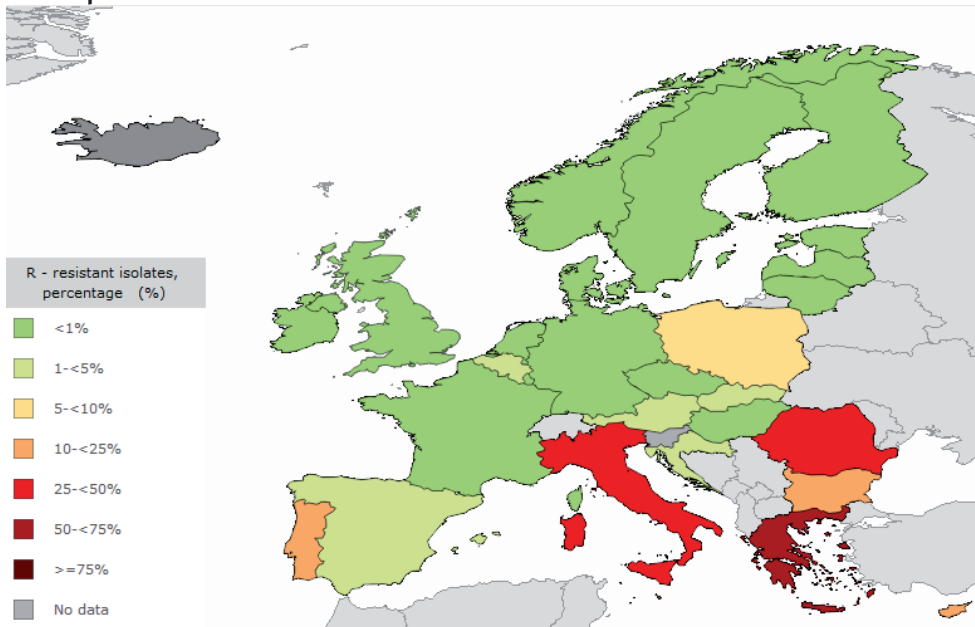 R - resistant isolates,
percentage (%)
<1%
1-<5%
5-<10%
10-<25%
25-<50%
50-<75%
>=75%
No data